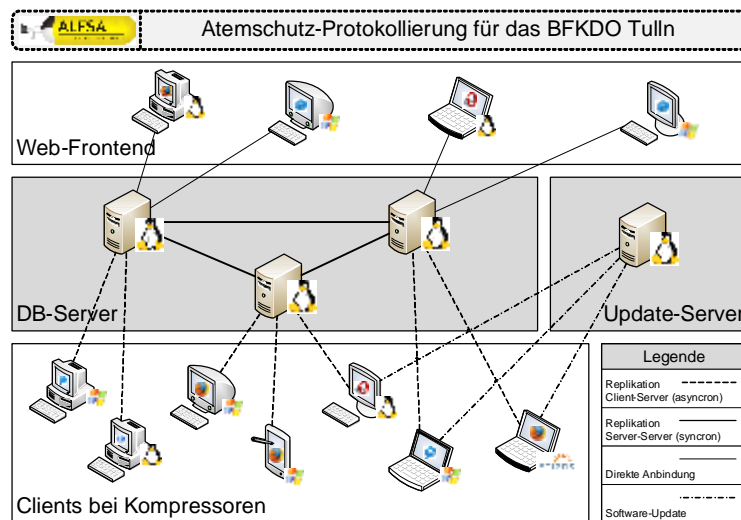 ALFSA
Atemschutz-Protokollierung für das BFKDO Tulln
Web-Frontend
DB-Server
Update-Server
Clients bei Kompressoren
Legende
Replikation
Client-Server (asyncron)
Replikation
Server-Server (syncron)
Direkte Anbindung
Software-Update